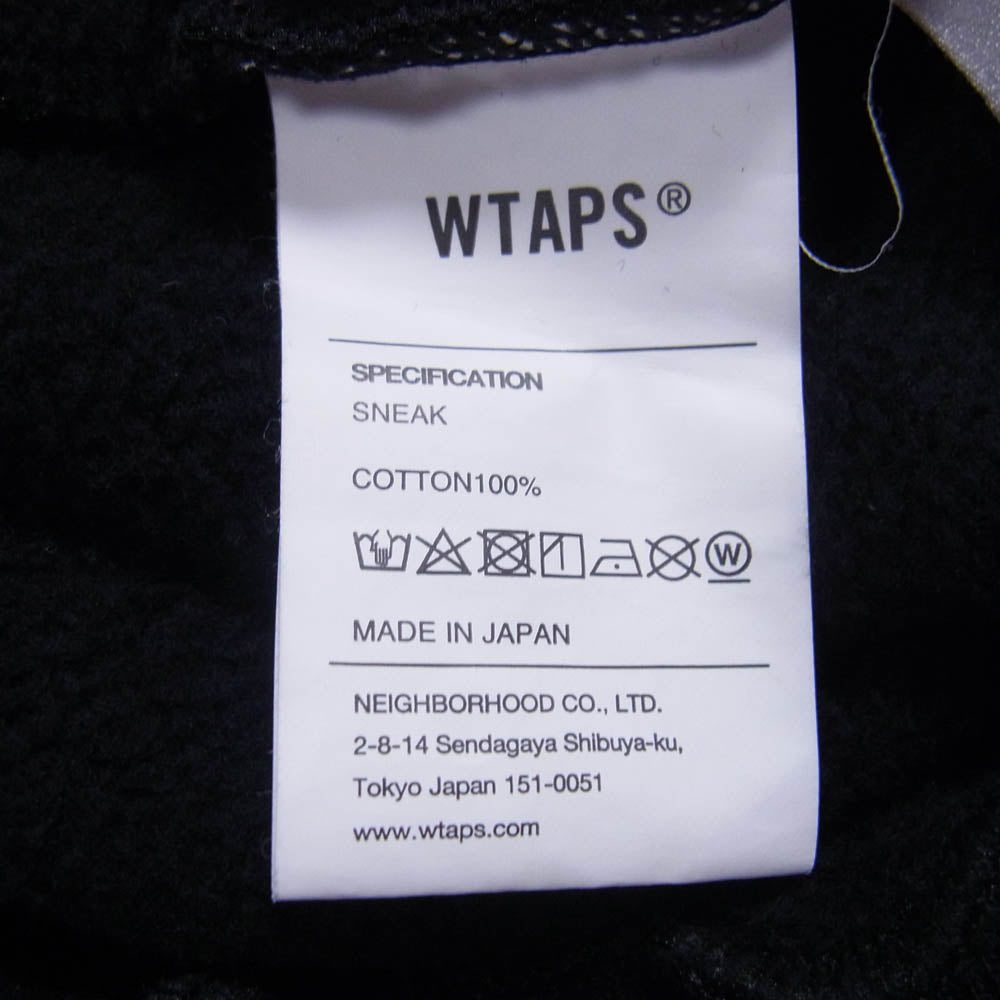 WTAPS®
SPECIFICATION
SNEAK
COTTON100%
W
MADE IN JAPAN
NEIGHBORHOOD CO., LTD.
2-8-14 Sendagaya Shibuya-ku,
Tokyo Japan 151-0051
www.wtaps.com